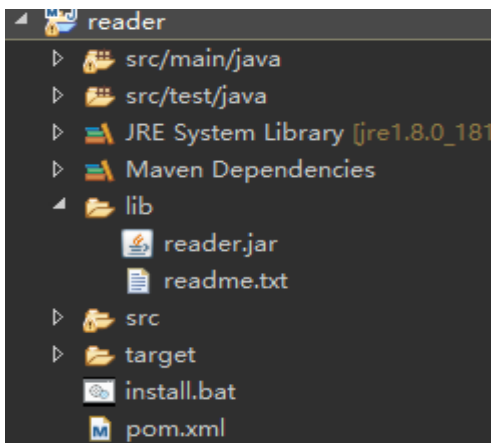 reader
src/main/java
src/test/java
JRE System Library [jre1.8.0_181
Maven Dependencies
lib
reader.jar
readme.txt
src
target
install.bat
pom.xml